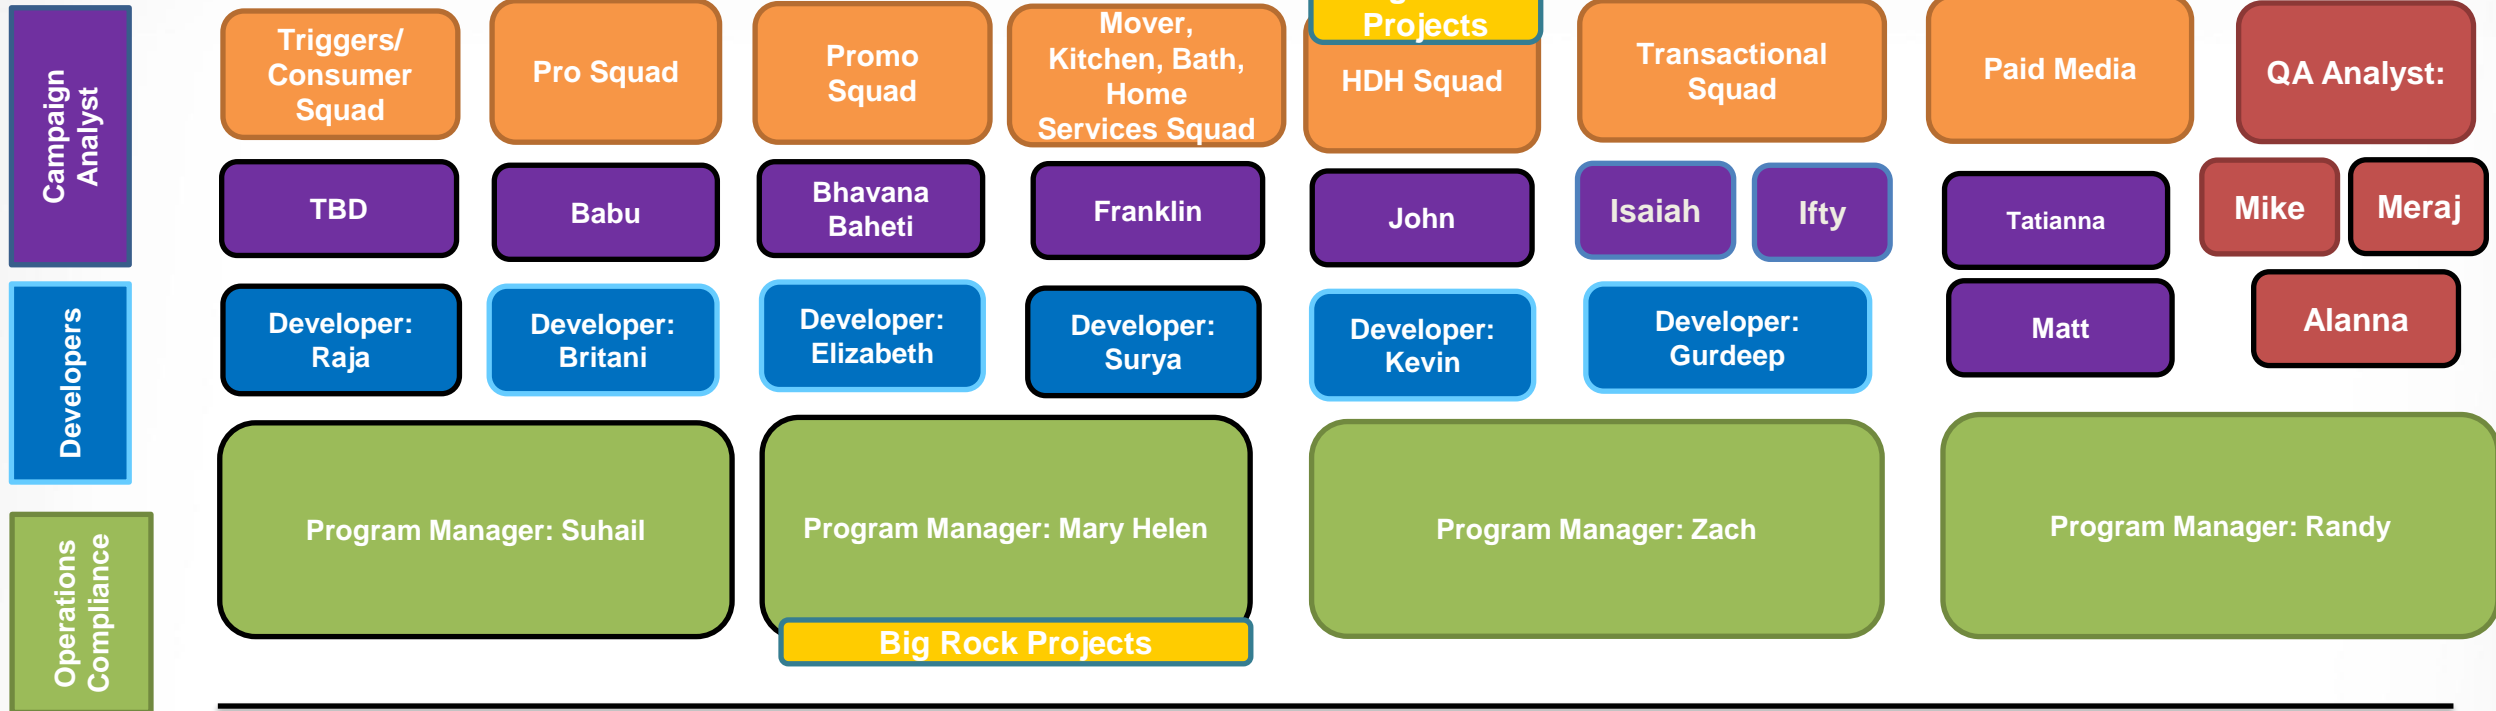 Campaign
Analyst
Triggers/
Consumer
Squad
Pro Squad
Promo
Squad
Mover,
Kitchen, Bath,
Home
Services Squad
Projects
HDH Squad
Transactional
Squad
Paid Media
QA Analyst:
TBD
Babu
Bhavana
Baheti
Franklin
John
Isaiah
Ifty
Tatianna
Mike
Meraj
Developers
Developer:
Raja
Developer:
Britani
Developer:
Elizabeth
Developer:
Surya
Developer:
Kevin
Developer:
Gurdeep
Matt
Alanna
Operations
Compliance
Program Manager: Suhail
Program Manager: Mary Helen
Program Manager: Zach
Program Manager: Randy
Big Rock Projects